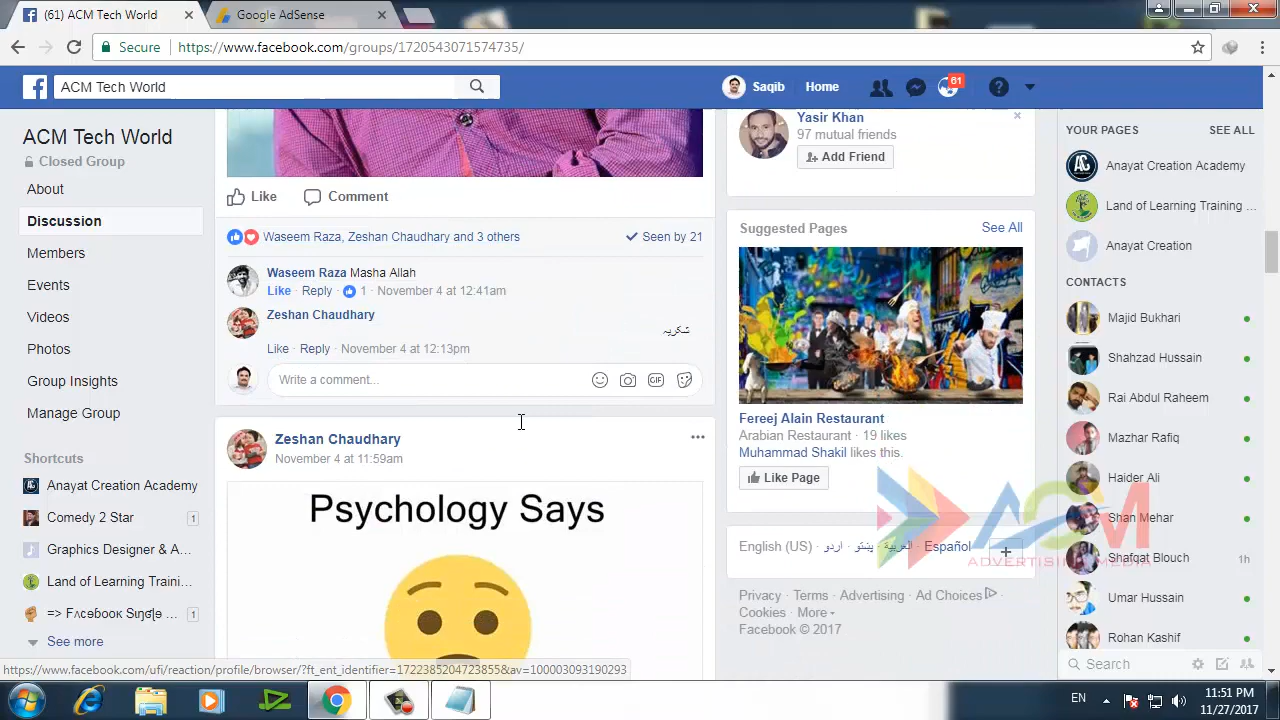 (61) ACM Tech World
Google AdSense
Secure
https://www.facebook.com/groups/1720543071574735/
ACM Tech World
Saqib
Home
61
ACM Tech World
Closed Group
About
Discussion
Members
Events
Videos
Photos
Group Insights
Manage Group
Shortcuts
Anayat Creation Academy
Comedy 2 Star
1
Graphics Designer & A...
Land of Learning Traini...
1
See more
Like
Comment
Waseem Raza, Zeshan Chaudhary and 3 others
Seen by 21
Waseem Raza Masha Allah
Like · Reply · 1 · November 4 at 12:41am
Zeshan Chaudhary
شکریہ
Like · Reply · November 4 at 12:13pm
Write a comment...
GIF
Zeshan Chaudhary
November 4 at 11:59am
Psychology Says
Yasir Khan
97 mutual friends
Add Friend
Suggested Pages
See All
Fereej Alain Restaurant
Arabian Restaurant · 19 likes
Muhammad Shakil likes this.
Like Page
English (US) · اردو · پښتو · العربية · Español
Privacy · Terms · Advertising · Ad Choices
Cookies · More
Facebook © 2017
YOUR PAGES
SEE ALL
Anayat Creation Academy
Land of Learning Training ...
Anayat Creation
CONTACTS
Majid Bukhari
Shahzad Hussain
Rai Abdul Raheem
Mazhar Rafiq
Haider Ali
Shan Mehar
Shafqat Blouch
1h
Umar Hussain
Rohan Kashif
Search
ACM
ADVERTISING MEDIA
https://www.facebook.com/ufi/reaction/profile/browser/?ft_ent_identifier=1722385204723855&av=100003093190293
EN
11:51 PM
11/27/2017